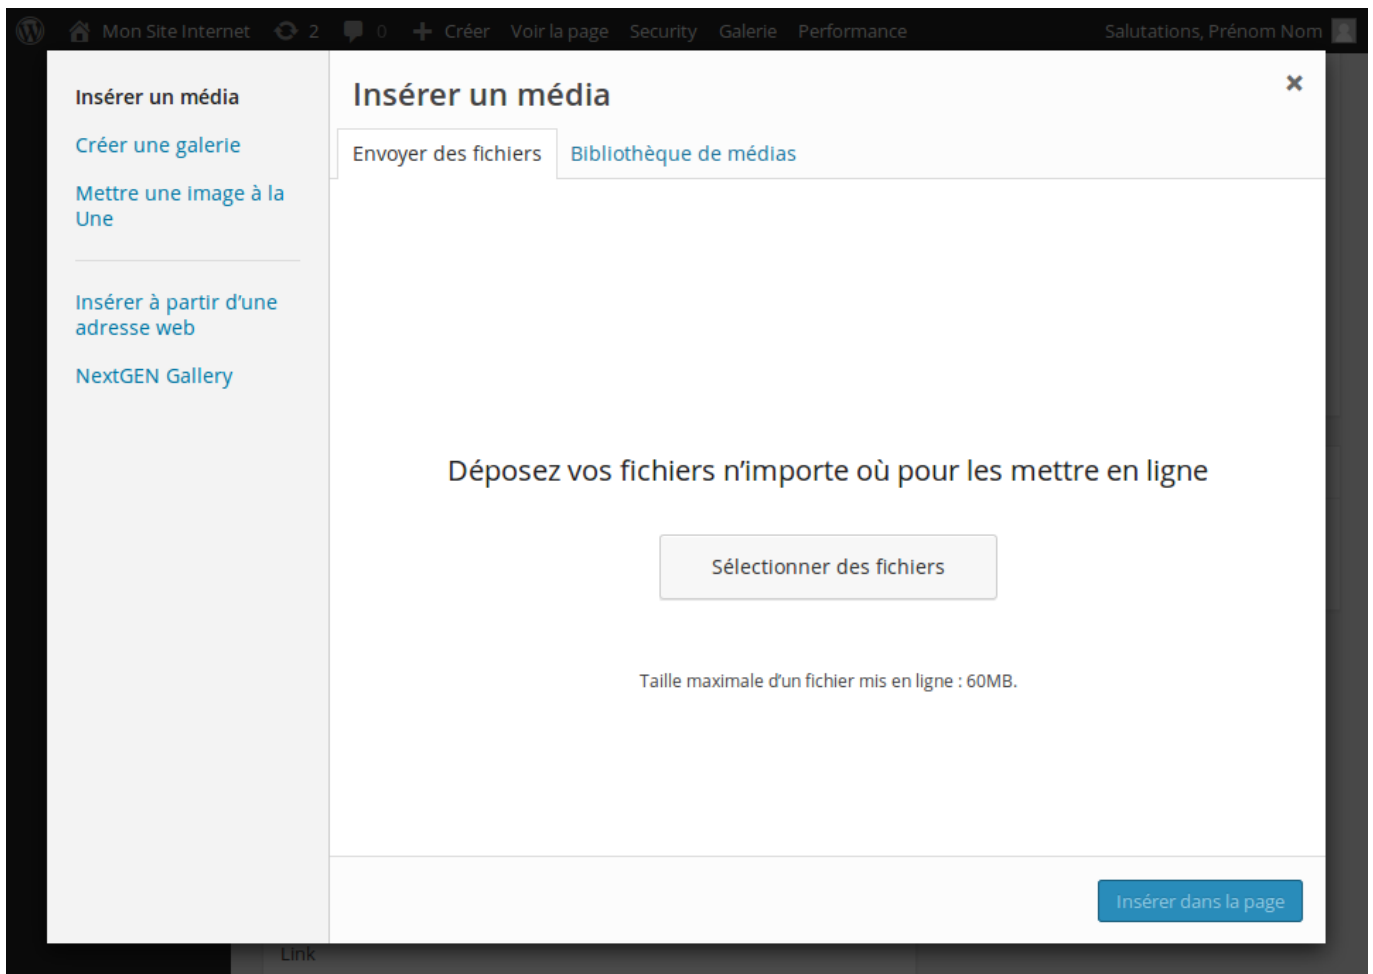 Mon Site Internet 2 0 Créer Voir la page Security Galerie Performance Salutations, Prénom Nom
Insérer un média
Créer une galerie
Mettre une image à la
Une
Insérer à partir d’une
adresse web
NextGEN Gallery
Insérer un média
Envoyer des fichiers Bibliothèque de médias
Déposez vos fichiers n’importe où pour les mettre en ligne
Sélectionner des fichiers
Taille maximale d’un fichier mis en ligne : 60MB.
Insérer dans la page
Link